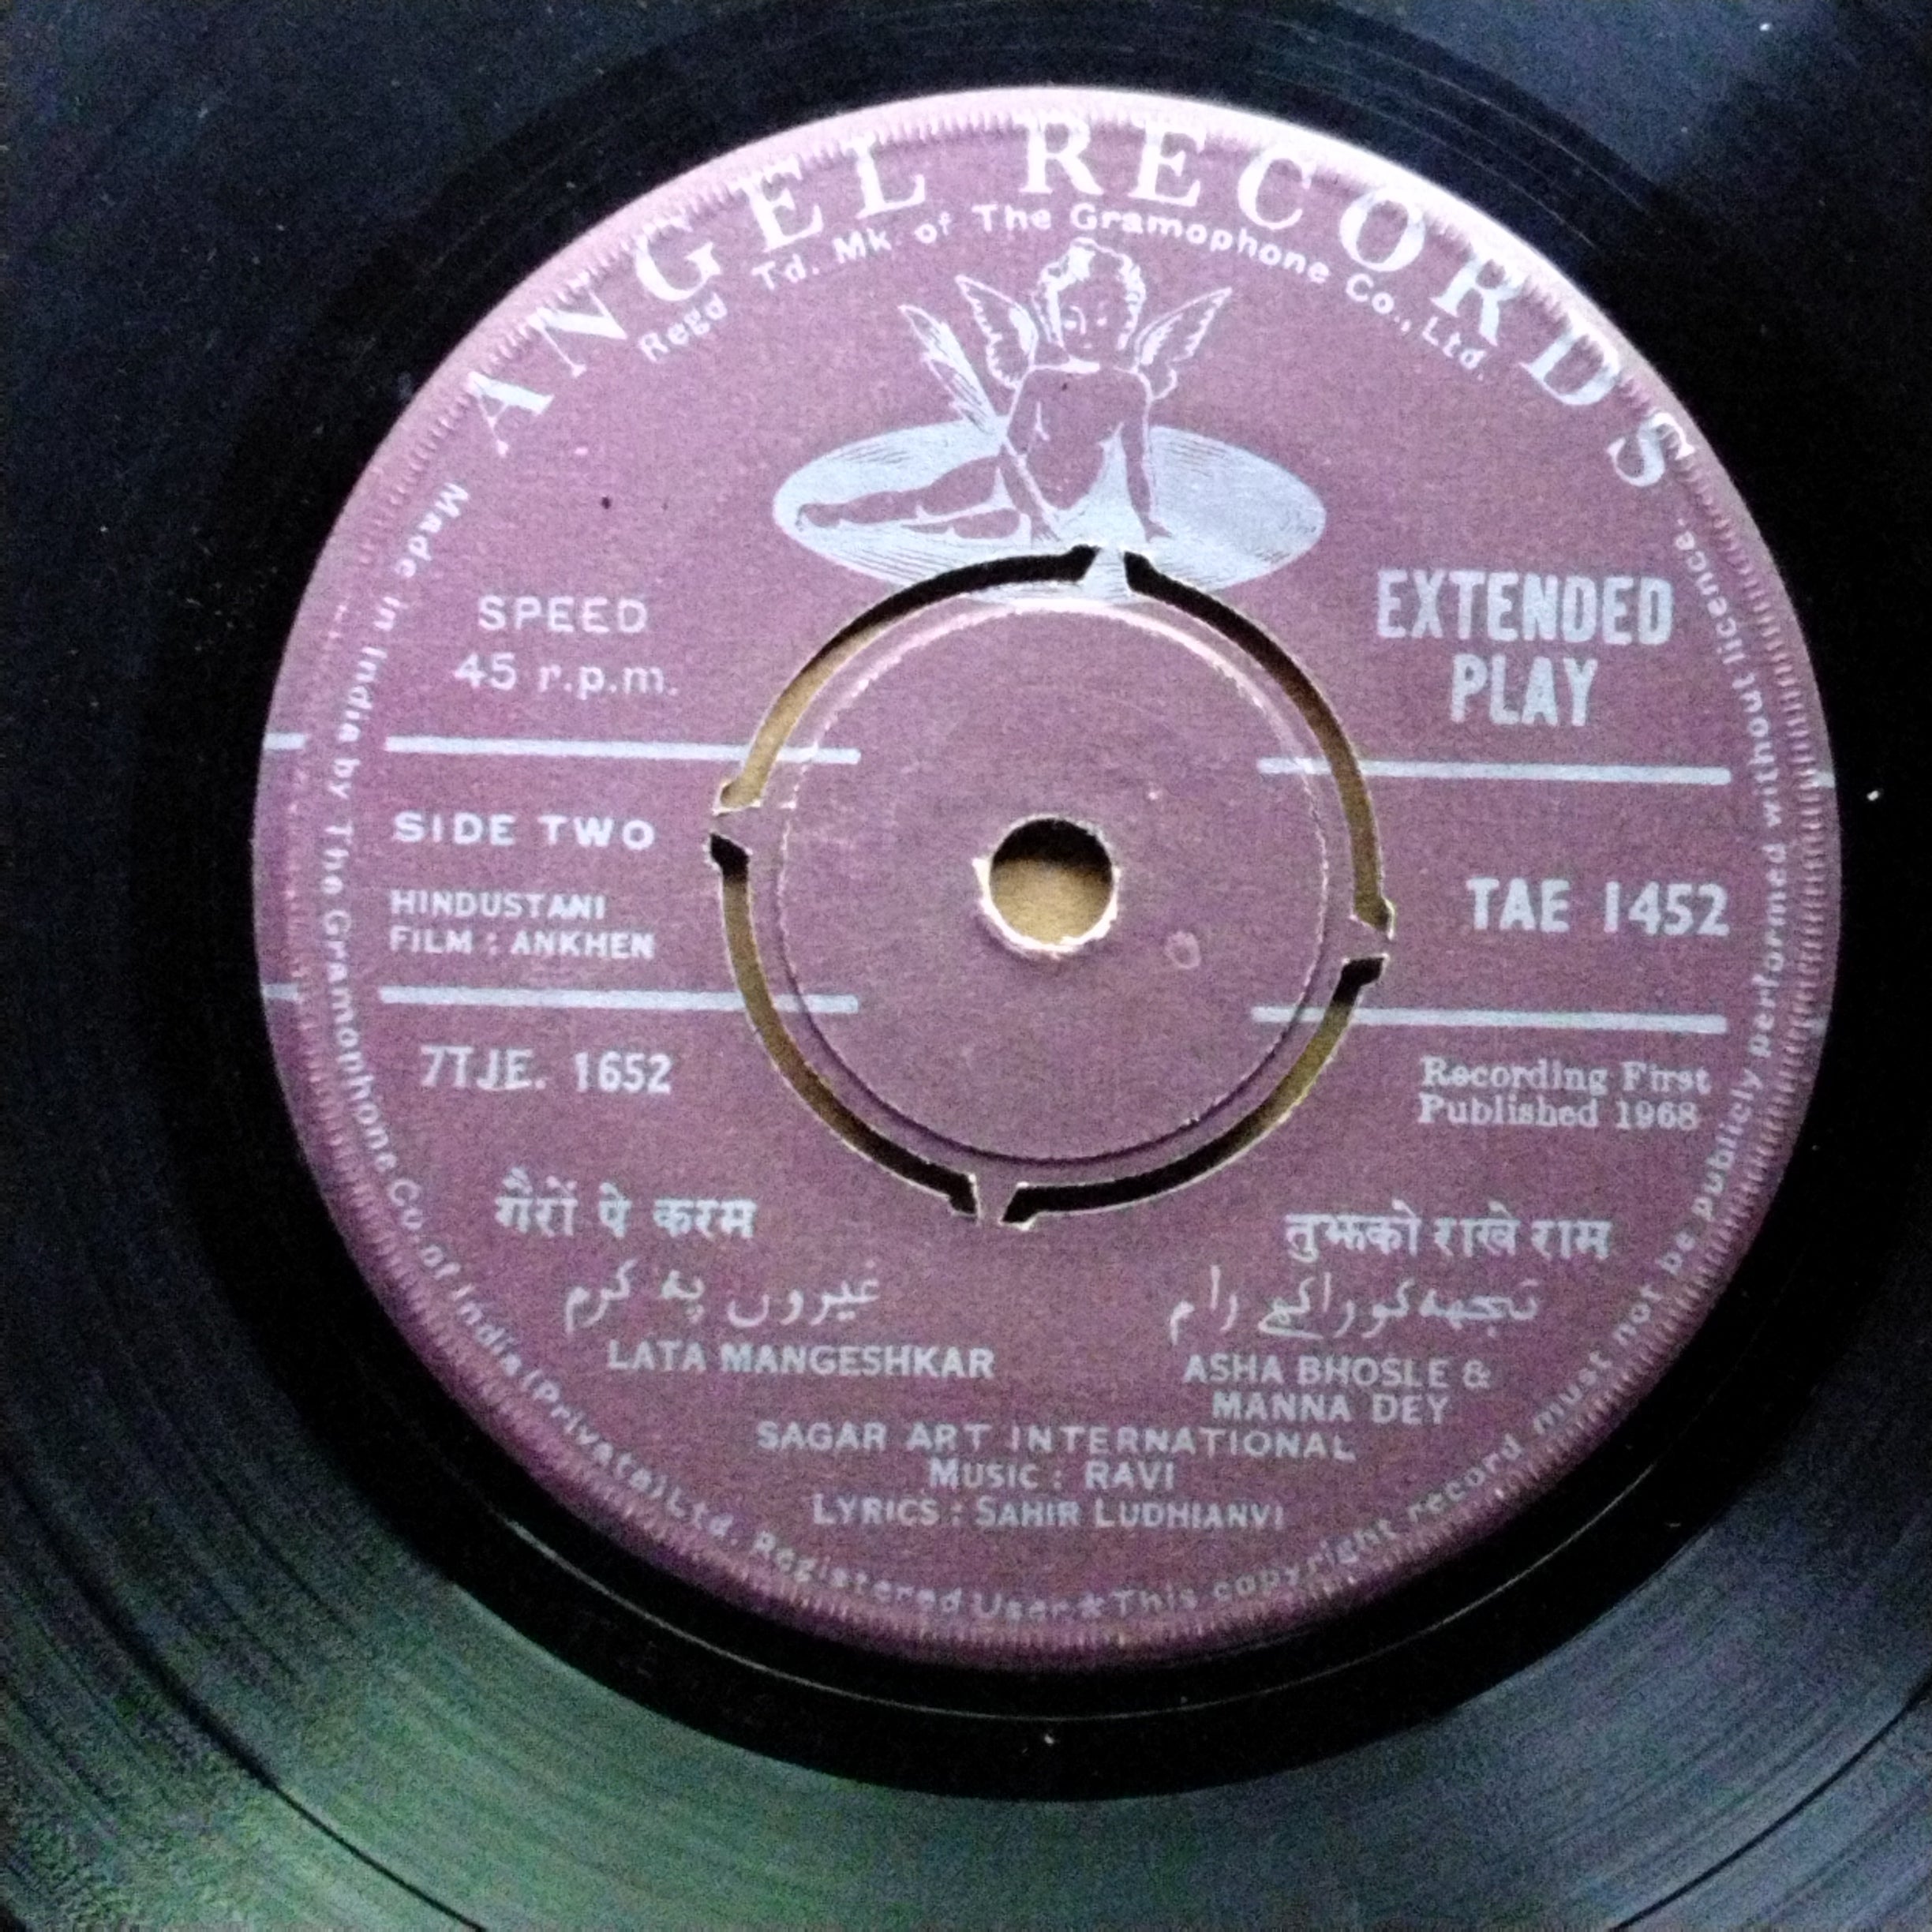 ANGEL RECORDS
Regd Td. Mk. of The Gramophone Co., Ltd.
SPEED
45 r.p.m.
EXTENDED
PLAY
SIDE TWO
HINDUSTANI
FILM : ANKHEN
TAE 1452
7TJE. 1652
Recording First
Published 1968
गैरों पे करम
غیروں پہ کرم
LATA MANGESHKAR
तुझको राखे राम
تجھہ کو راکھے رام
ASHA BHOSLE &
MANNA DEY
SAGAR ART INTERNATIONAL
MUSIC : RAVI
LYRICS : SAHIR LUDHIANVI
Made in India by The Gramophone Co. of India (Private) Ltd. Registered User ★ This copyright record must not be publicly performed without licence.